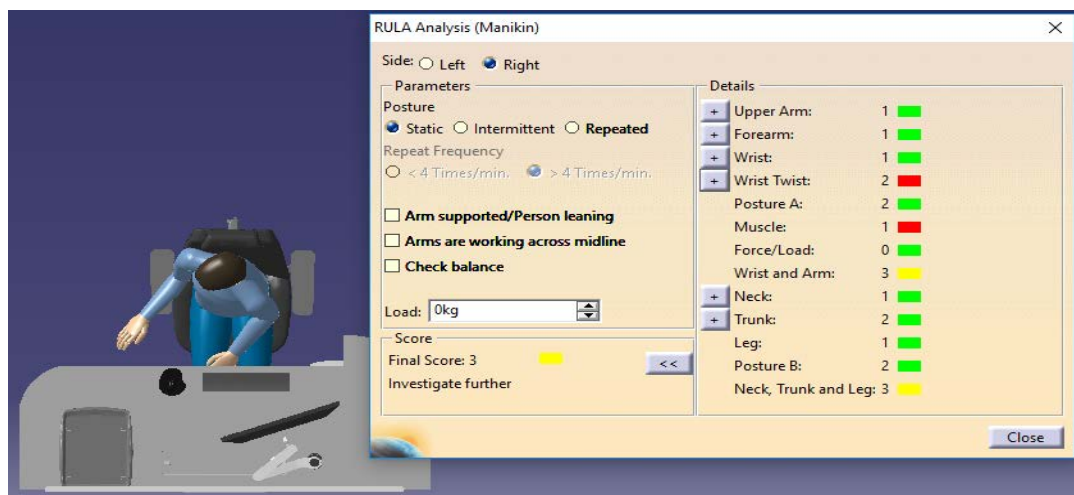 RULA Analysis (Manikin)
Side: Left Right
Parameters
Posture
Static Intermittent Repeated
Repeat Frequency
< 4 Times/min. > 4 Times/min.
Arm supported/Person leaning
Arms are working across midline
Check balance
Load: 0kg
Score
Final Score: 3
<<
Investigate further
Details
+ Upper Arm: 1
+ Forearm: 1
+ Wrist: 1
+ Wrist Twist: 2
Posture A: 2
Muscle: 1
Force/Load: 0
Wrist and Arm: 3
+ Neck: 1
+ Trunk: 2
Leg: 1
Posture B: 2
Neck, Trunk and Leg: 3
Close